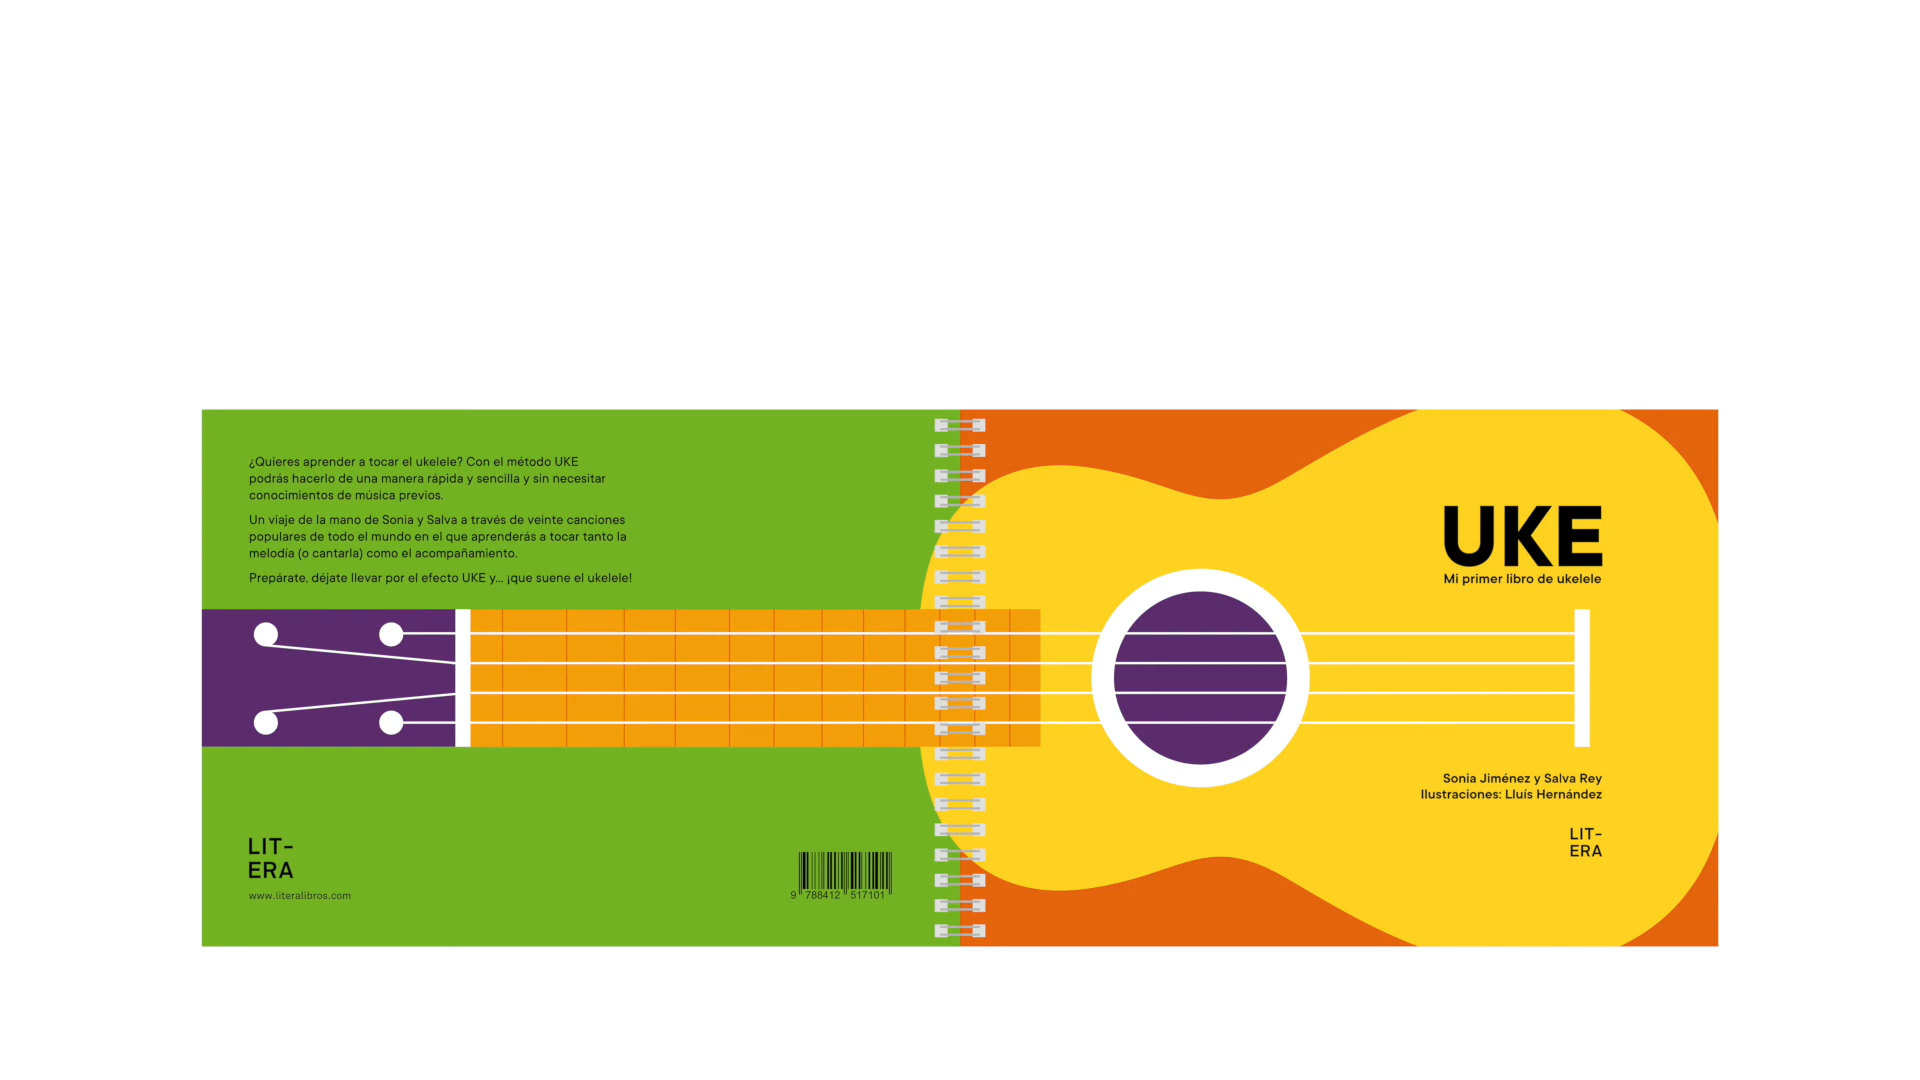 ¿Quieres aprender a tocar el ukelele? Con el método UKE
podrás hacerlo de una manera rápida y sencilla y sin necesitar
conocimientos de música previos.
Un viaje de la mano de Sonia y Salva a través de veinte canciones
populares de todo el mundo en el que aprenderás a tocar tanto la
melodía (o cantarla) como el acompañamiento.
Prepárate, déjate llevar por el efecto UKE y... ¡que suene el ukelele!
LIT-
ERA
www.literalibros.com
9 788412 517101
UKE
Mi primer libro de ukelele
Sonia Jiménez y Salva Rey
Ilustraciones: Lluís Hernández
LIT-
ERA